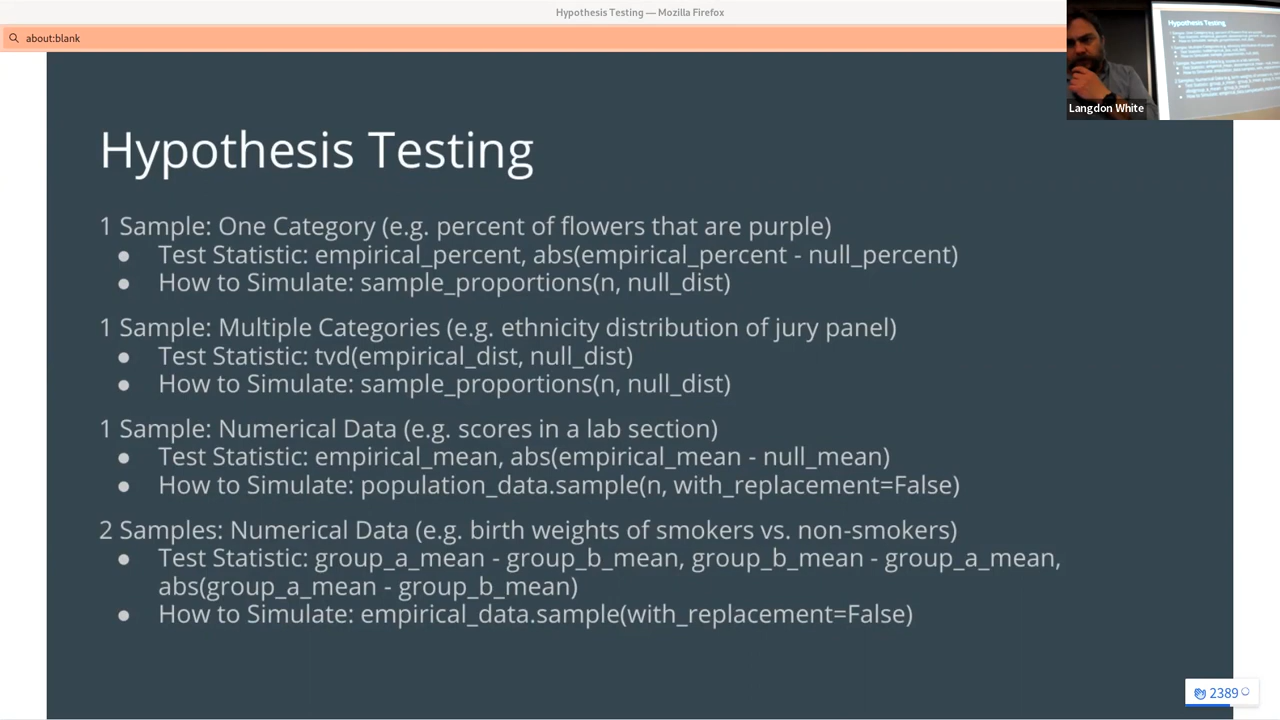 Hypothesis Testing — Mozilla Firefox
about:blank
Hypothesis Testing
1 Sample: One Category (e.g. percent of flowers that are purple)
● Test Statistic: empirical_percent, abs(empirical_percent - null_percent)
● How to Simulate: sample_proportions(n, null_dist)
1 Sample: Multiple Categories (e.g. ethnicity distribution of jury panel)
● Test Statistic: tvd(empirical_dist, null_dist)
● How to Simulate: sample_proportions(n, null_dist)
1 Sample: Numerical Data (e.g. scores in a lab section)
● Test Statistic: empirical_mean, abs(empirical_mean - null_mean)
● How to Simulate: population_data.sample(n, with_replacement=False)
2 Samples: Numerical Data (e.g. birth weights of smokers vs. non-smokers)
● Test Statistic: group_a_mean - group_b_mean, group_b_mean - group_a_mean,
abs(group_a_mean - group_b_mean)
● How to Simulate: empirical_data.sample(with_replacement=False)
Hypothesis Testing
Langdon White
2389